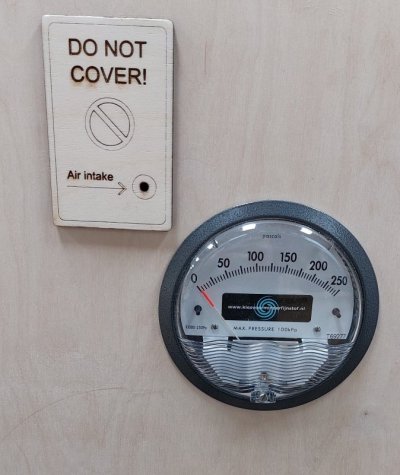 DO NOT
COVER!
Air intake
pascals
0 50 100 150 200 250
MAX. PRESSURE 100kPa